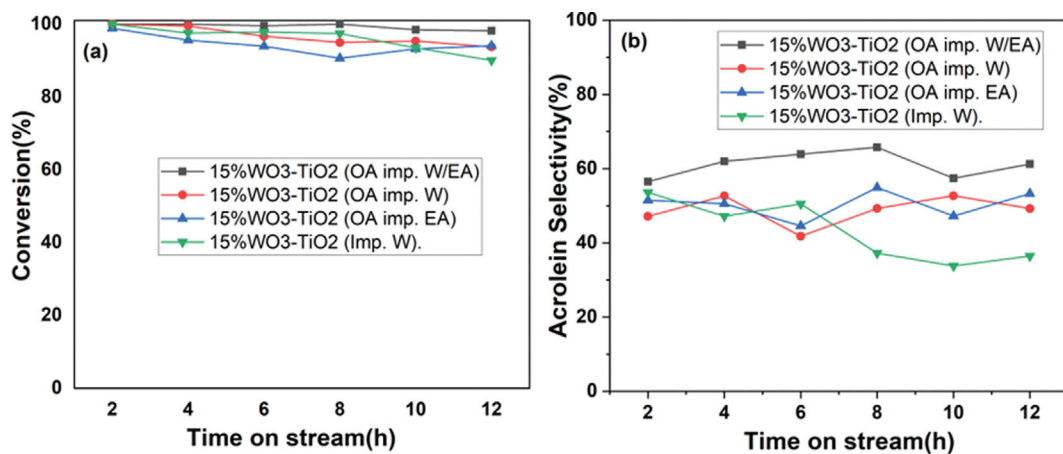 (a)
Conversion(%)
100
80
60
40
20
0
15%WO3-TiO2 (OA imp. W/EA)
15%WO3-TiO2 (OA imp. W)
15%WO3-TiO2 (OA imp. EA)
15%WO3-TiO2 (Imp. W).
2 4 6 8 10 12
Time on stream(h)
(b)
Acrolein Selectivity(%)
100
80
60
40
20
0
15%WO3-TiO2 (OA imp. W/EA)
15%WO3-TiO2 (OA imp. W)
15%WO3-TiO2 (OA imp. EA)
15%WO3-TiO2 (Imp. W).
2 4 6 8 10 12
Time on stream(h)